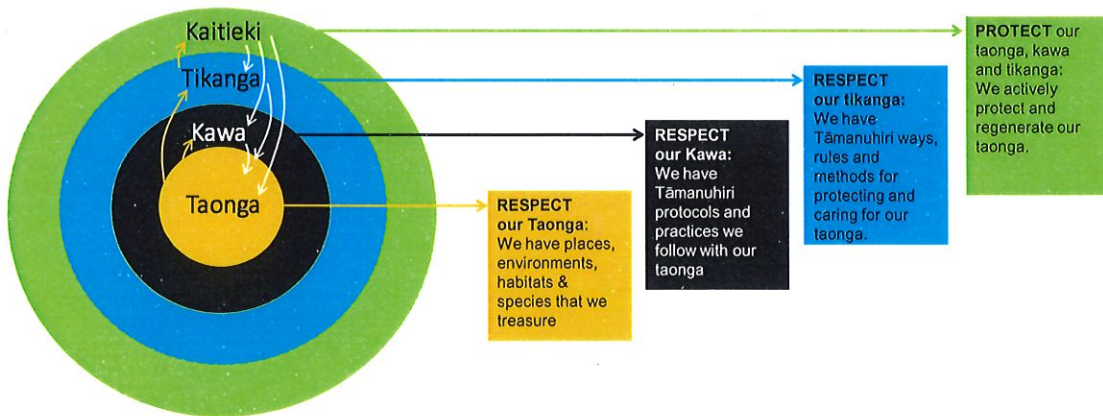 Kaitieki
Tikanga
Kawa
Taonga
RESPECT
our Taonga:
We have places,
environments,
habitats &
species that we
treasure
RESPECT
our Kawa:
We have
Tāmanuhiri
protocols and
practices we
follow with our
taonga
RESPECT
our tikanga:
We have
Tāmanuhiri ways,
rules and
methods for
protecting and
caring for our
taonga.
PROTECT our
taonga, kawa
and tikanga:
We actively
protect and
regenerate our
taonga.